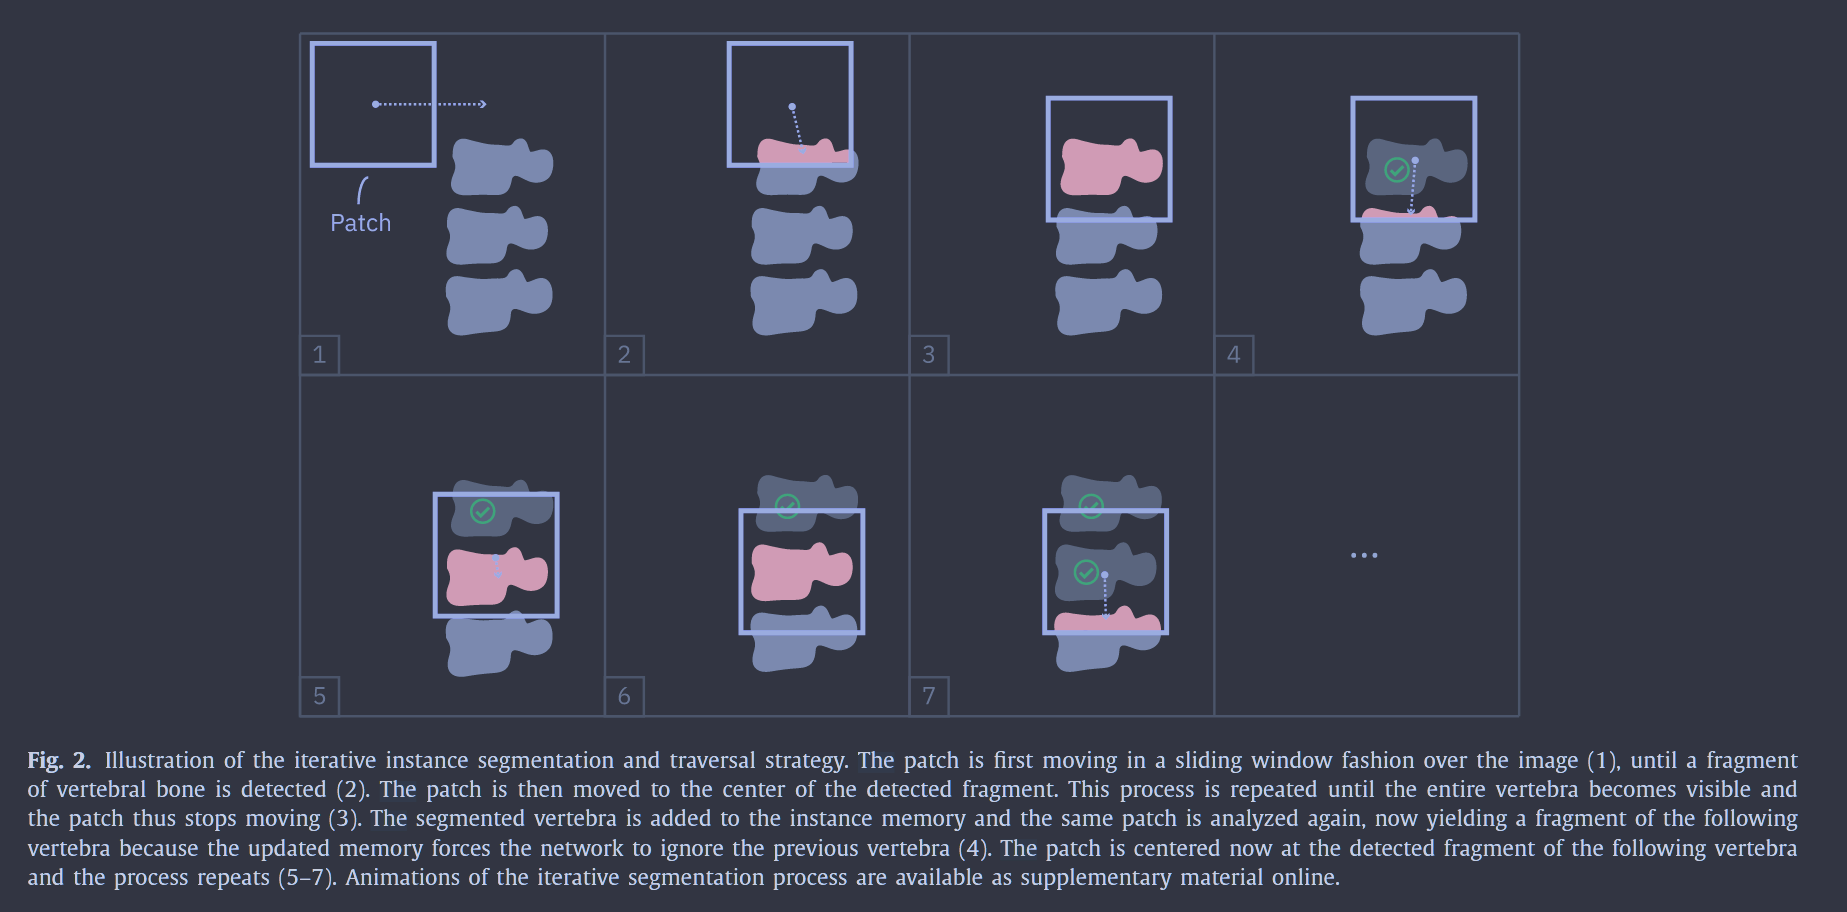 Patch
1
2
3
4
5
6
7
...
Fig. 2. Illustration of the iterative instance segmentation and traversal strategy. The patch is first moving in a sliding window fashion over the image (1), until a fragment
of vertebral bone is detected (2). The patch is then moved to the center of the detected fragment. This process is repeated until the entire vertebra becomes visible and
the patch thus stops moving (3). The segmented vertebra is added to the instance memory and the same patch is analyzed again, now yielding a fragment of the following
vertebra because the updated memory forces the network to ignore the previous vertebra (4). The patch is centered now at the detected fragment of the following vertebra
and the process repeats (5–7). Animations of the iterative segmentation process are available as supplementary material online.